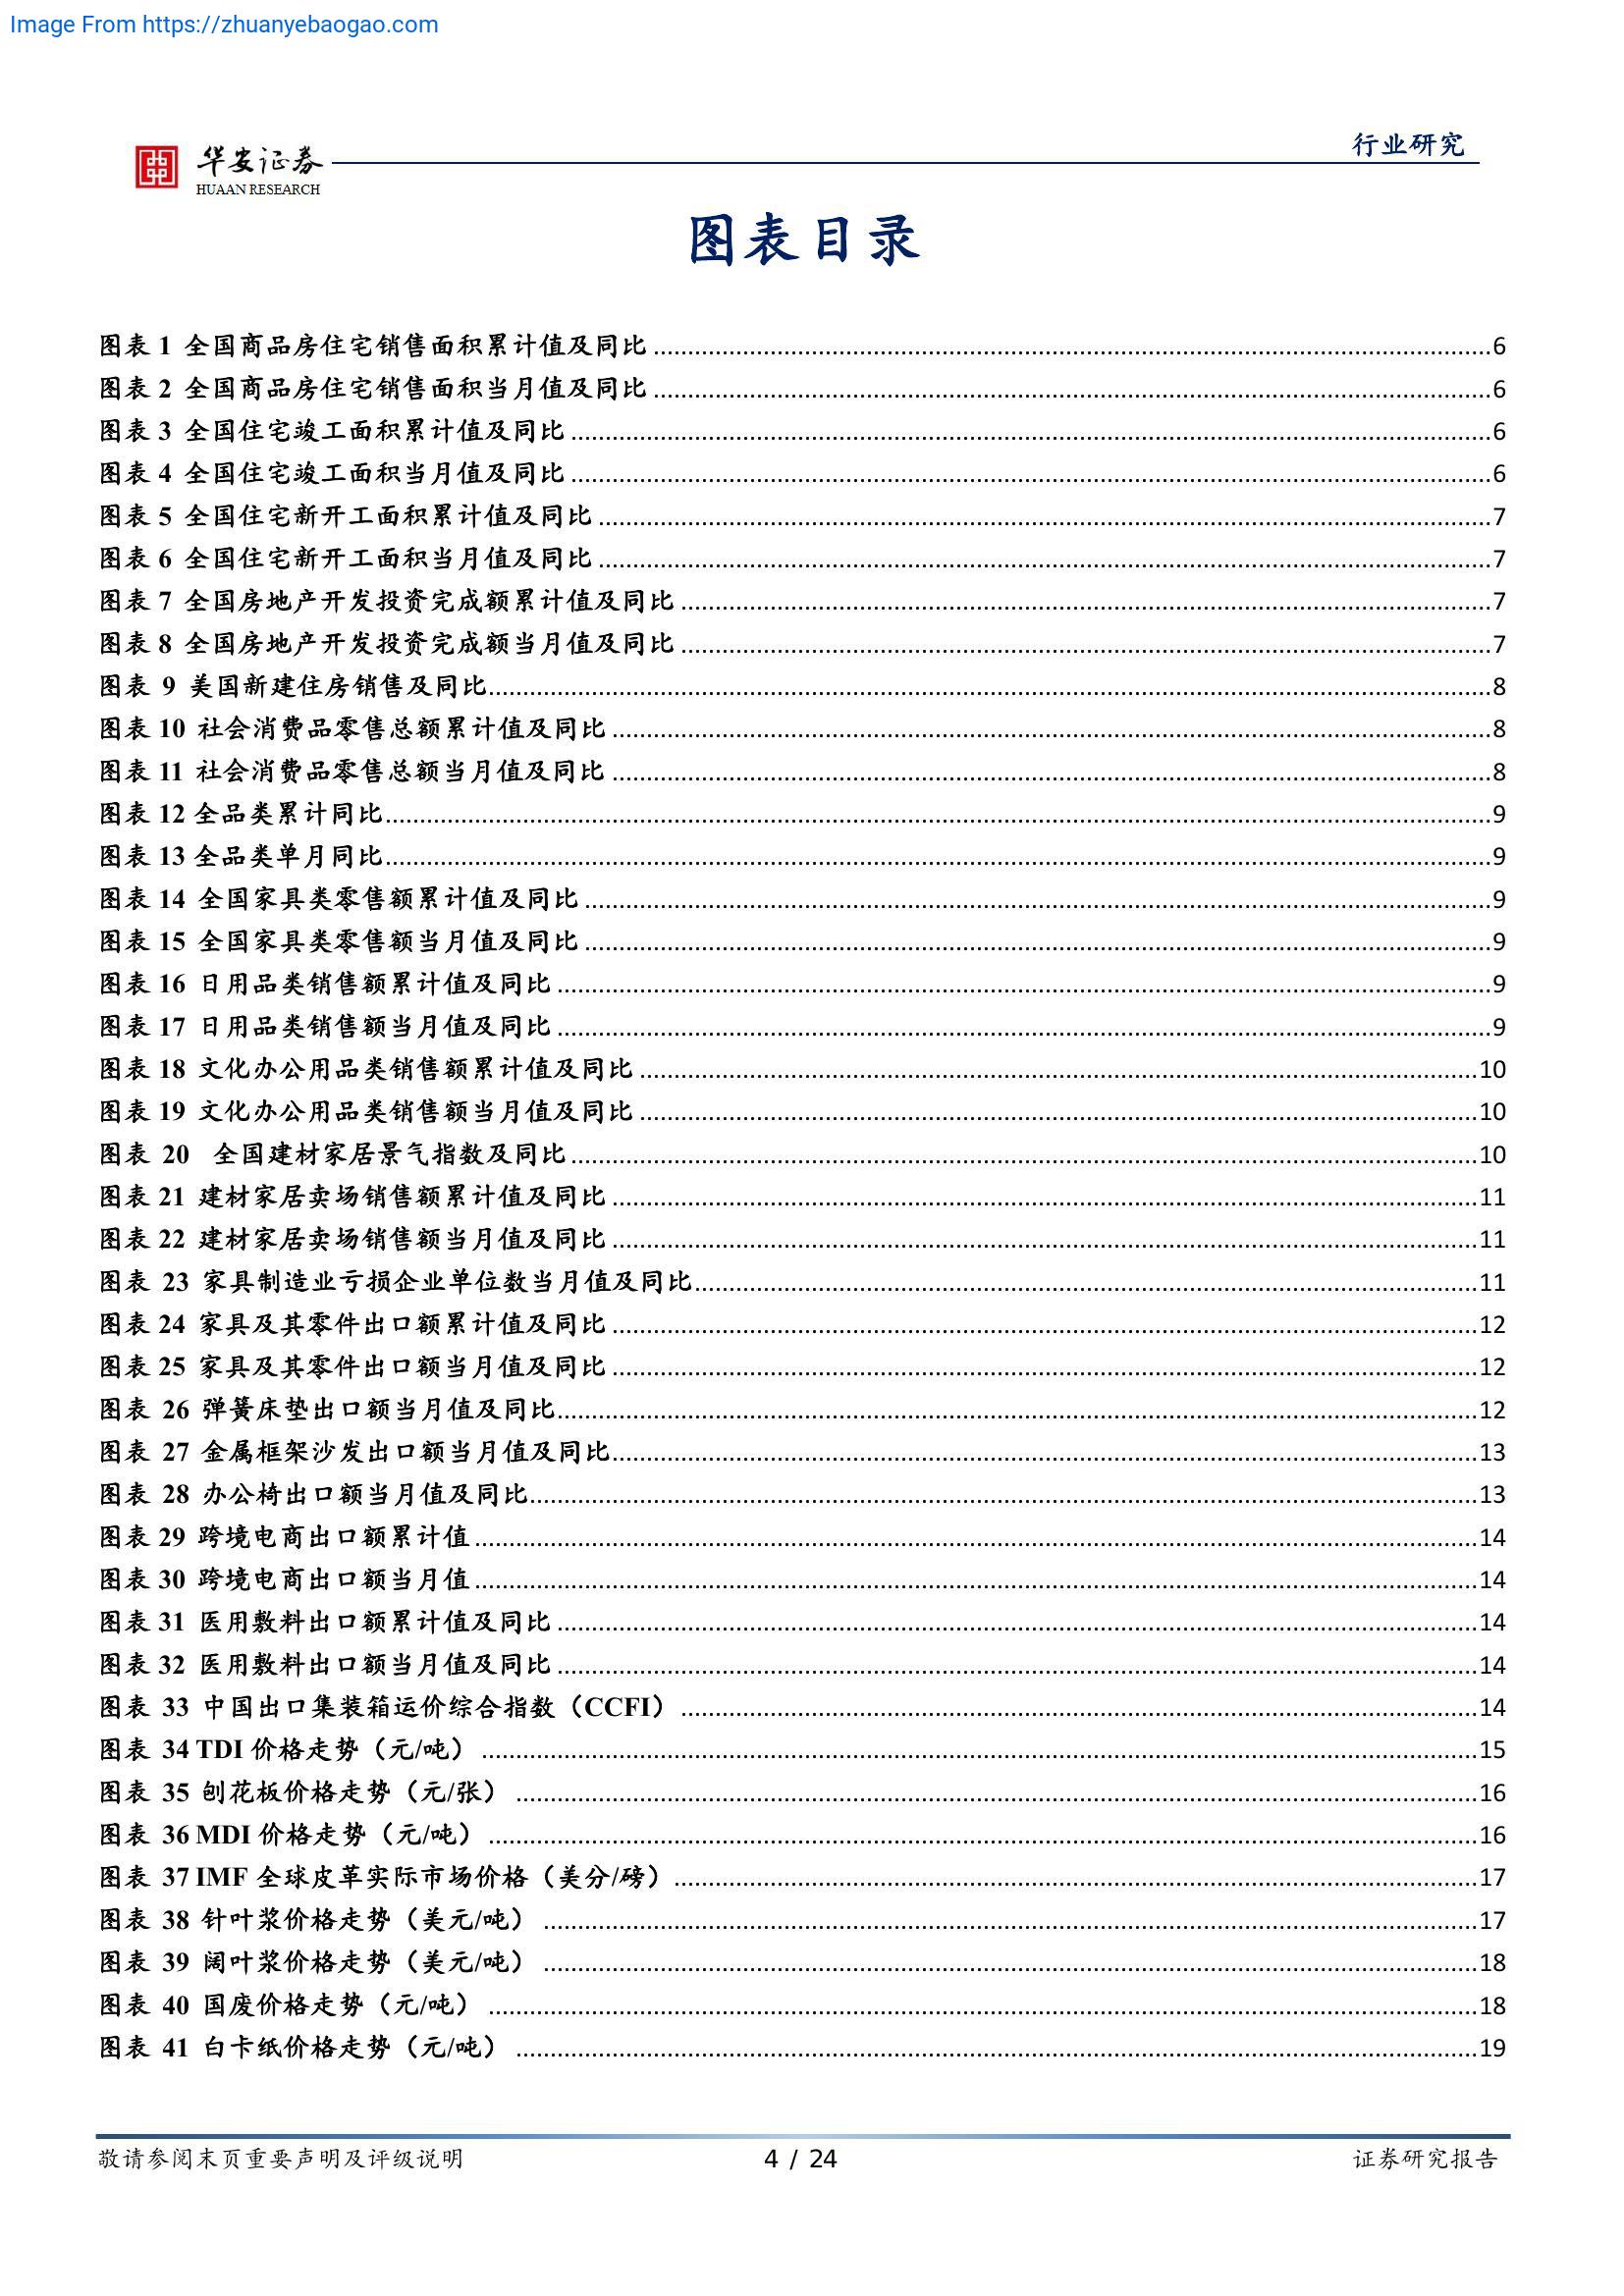 Image From https://zhuanyebaogao.com
华安证券
HUAAN RESEARCH
行业研究
图表目录
图表 1 全国商品房住宅销售面积累计值及同比 ........ 6
图表 2 全国商品房住宅销售面积当月值及同比 ........ 6
图表 3 全国住宅竣工面积累计值及同比 ........ 6
图表 4 全国住宅竣工面积当月值及同比 ........ 6
图表 5 全国住宅新开工面积累计值及同比 ........ 7
图表 6 全国住宅新开工面积当月值及同比 ........ 7
图表 7 全国房地产开发投资完成额累计值及同比 ........ 7
图表 8 全国房地产开发投资完成额当月值及同比 ........ 7
图表 9 美国新建住房销售及同比........ 8
图表 10 社会消费品零售总额累计值及同比 ........ 8
图表 11 社会消费品零售总额当月值及同比 ........ 8
图表 12 全品类累计同比........ 9
图表 13 全品类单月同比........ 9
图表 14 全国家具类零售额累计值及同比 ........ 9
图表 15 全国家具类零售额当月值及同比 ........ 9
图表 16 日用品类销售额累计值及同比 ........ 9
图表 17 日用品类销售额当月值及同比 ........ 9
图表 18 文化办公用品类销售额累计值及同比 ........ 10
图表 19 文化办公用品类销售额当月值及同比 ........ 10
图表 20 全国建材家居景气指数及同比 ........ 10
图表 21 建材家居卖场销售额累计值及同比 ........ 11
图表 22 建材家居卖场销售额当月值及同比 ........ 11
图表 23 家具制造业亏损企业单位数当月值及同比........ 11
图表 24 家具及其零件出口额累计值及同比 ........ 12
图表 25 家具及其零件出口额当月值及同比 ........ 12
图表 26 弹簧床垫出口额当月值及同比........ 12
图表 27 金属框架沙发出口额当月值及同比........ 13
图表 28 办公椅出口额当月值及同比........ 13
图表 29 跨境电商出口额累计值 ........ 14
图表 30 跨境电商出口额当月值 ........ 14
图表 31 医用敷料出口额累计值及同比 ........ 14
图表 32 医用敷料出口额当月值及同比 ........ 14
图表 33 中国出口集装箱运价综合指数（CCFI） ........ 14
图表 34 TDI 价格走势（元/吨） ........ 15
图表 35 刨花板价格走势（元/张） ........ 16
图表 36 MDI 价格走势（元/吨） ........ 16
图表 37 IMF 全球皮革实际市场价格（美分/磅） ........ 17
图表 38 针叶浆价格走势（美元/吨） ........ 17
图表 39 阔叶浆价格走势（美元/吨） ........ 18
图表 40 国废价格走势（元/吨） ........ 18
图表 41 白卡纸价格走势（元/吨） ........ 19
敬请参阅末页重要声明及评级说明
4 / 24
证券研究报告